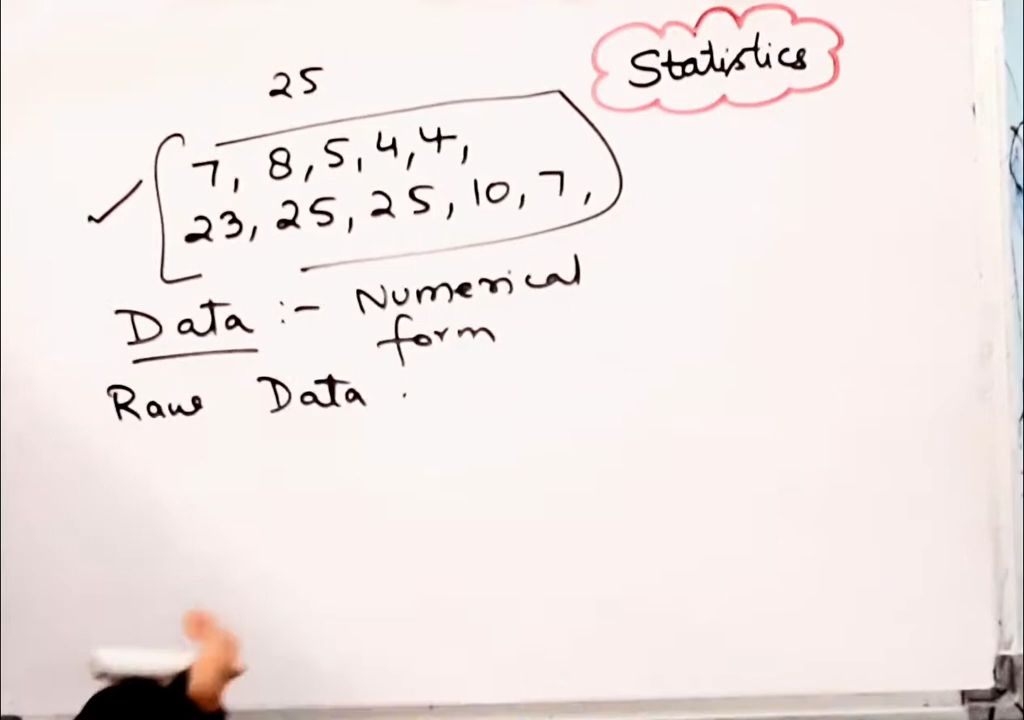 Statistics
25
7, 8, 5, 4, 4,
23, 25, 25, 10, 7,
Data :- Numerical
form
Raw Data .